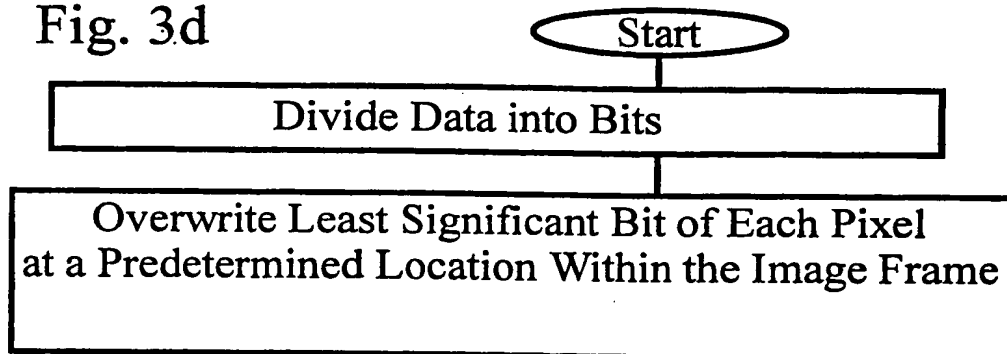 Fig. 3d
Start
Divide Data into Bits
Overwrite Least Significant Bit of Each Pixel
at a Predetermined Location Within the Image Frame